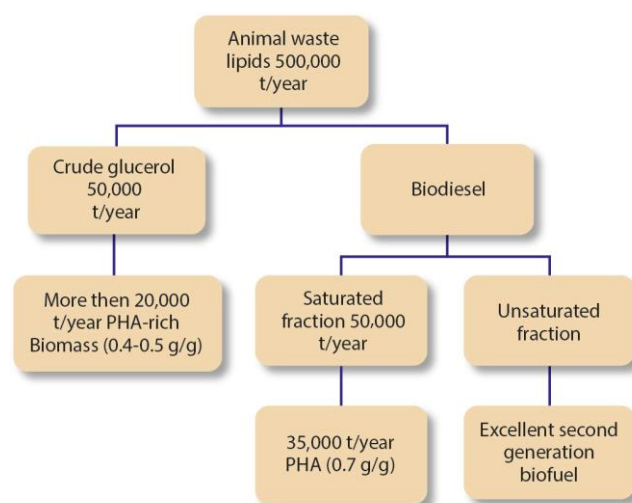 Animal waste
lipids 500,000
t/year
Crude glucerol
50,000
t/year
Biodiesel
More then 20,000
t/year PHA-rich
Biomass (0.4-0.5 g/g)
Saturated
fraction 50,000
t/year
Unsaturated
fraction
35,000 t/year
PHA (0.7 g/g)
Excellent second
generation
biofuel